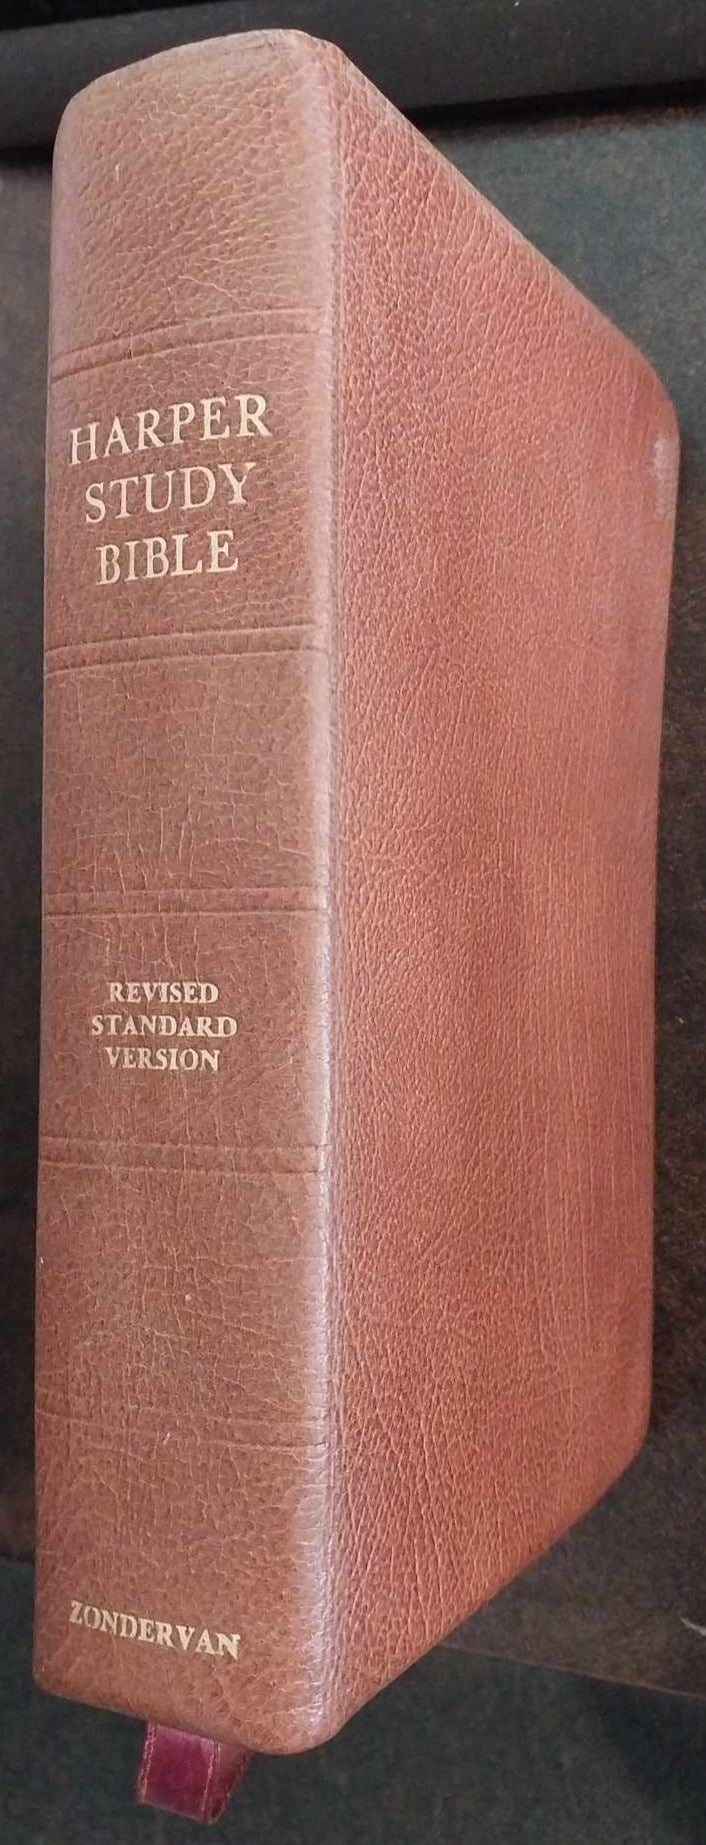 HARPER
STUDY
BIBLE
REVISED
STANDARD
VERSION
ZONDERVAN